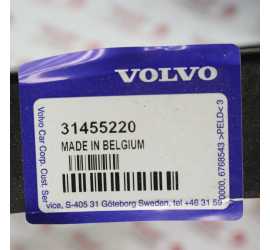 VOLVO
31455220
MADE IN BELGIUM
Volvo Car Corp. Cust. Ser
vice, S-405 31 Göteborg Sweden, tel +46 31 59
0000, 6768543 >PELD< 3